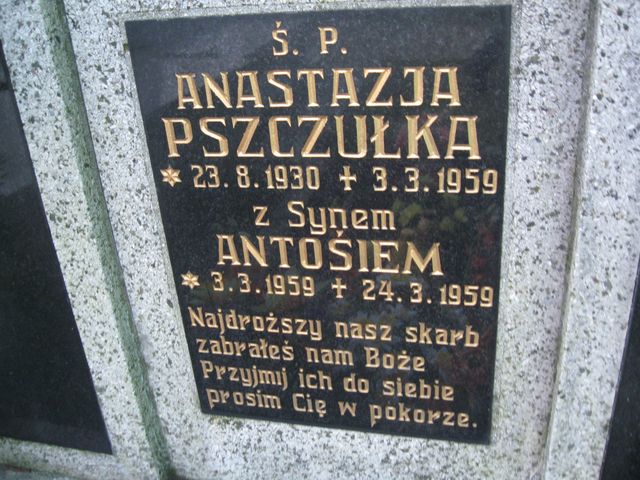 Ś. P.
ANASTAZJA
PSZCZUŁKA
* 23. 8. 1930 ✝ 3. 3. 1959
z Synem
ANTOSIEM
* 3. 3. 1959 ✝ 24. 3. 1959
Najdroższy nasz skarb
zabrałeś nam Boże
Przyjmij ich do siebie
prosim Cię w pokorze.